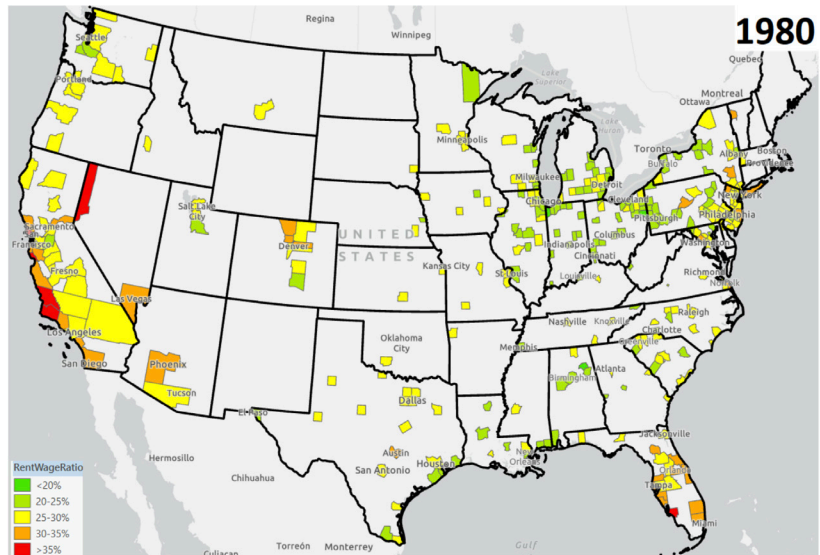 1980
Regina
Winnipeg
Quebec
Seattle
Lake
Superior
Montreal
Ottawa
Portland
Lake
Huron
Minneapolis
Toronto
Albany
Boston
Buffalo
Providence
Milwaukee
Detroit
Chicago
Cleveland
New York
Salt Lake
City
Pittsburgh
Philadelphia
Sacramento
San
Francisco
UNITED
STATES
Denver
Columbus
Indianapolis
Cincinnati
Washington
Fresno
Kansas City
St Louis
Louisville
Richmond
Norfolk
Las Vegas
Los Angeles
Nashville
Knoxville
Raleigh
Charlotte
Greenville
Oklahoma
City
Memphis
San Diego
Phoenix
Birmingham
Atlanta
Tucson
Dallas
El Paso
Jacksonville
Austin
Hermosillo
Houston
New
Orleans
San Antonio
Orlando
Chihuahua
Tampa
Miami
Torreón
Monterrey
Gulf
Culiacan
RentWageRatio
<20%
20-25%
25-30%
30-35%
>35%